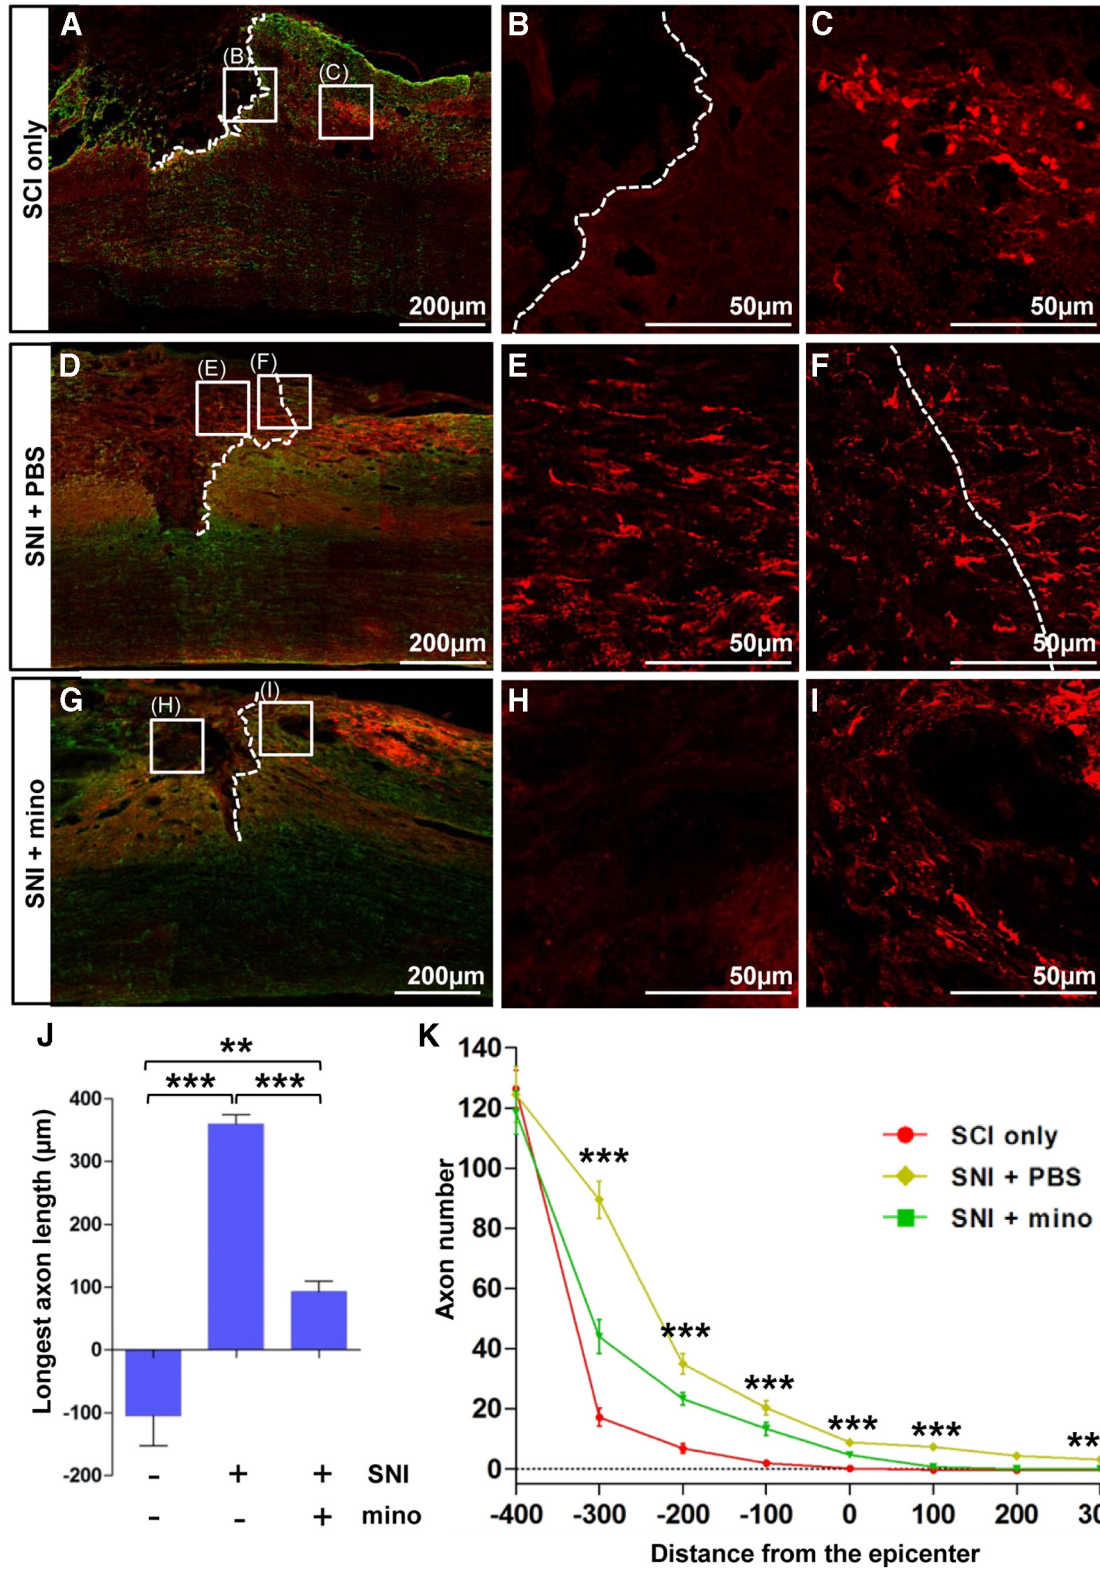 A
(B)
(C)
200µm
B
50µm
C
50µm
SCI only
D
(E)
(F)
200µm
E
50µm
F
50µm
SNI + PBS
G
(H)
(I)
200µm
H
50µm
I
50µm
SNI + mino
J
**
*** ***
Longest axon length (µm)
400
300
200
100
0
-100
-200
- + + SNI
- - + mino
K
Axon number
140
120
100
80
60
40
20
0
***
***
***
***
***
**
SCI only
SNI + PBS
SNI + mino
-400 -300 -200 -100 0 100 200 30
Distance from the epicenter